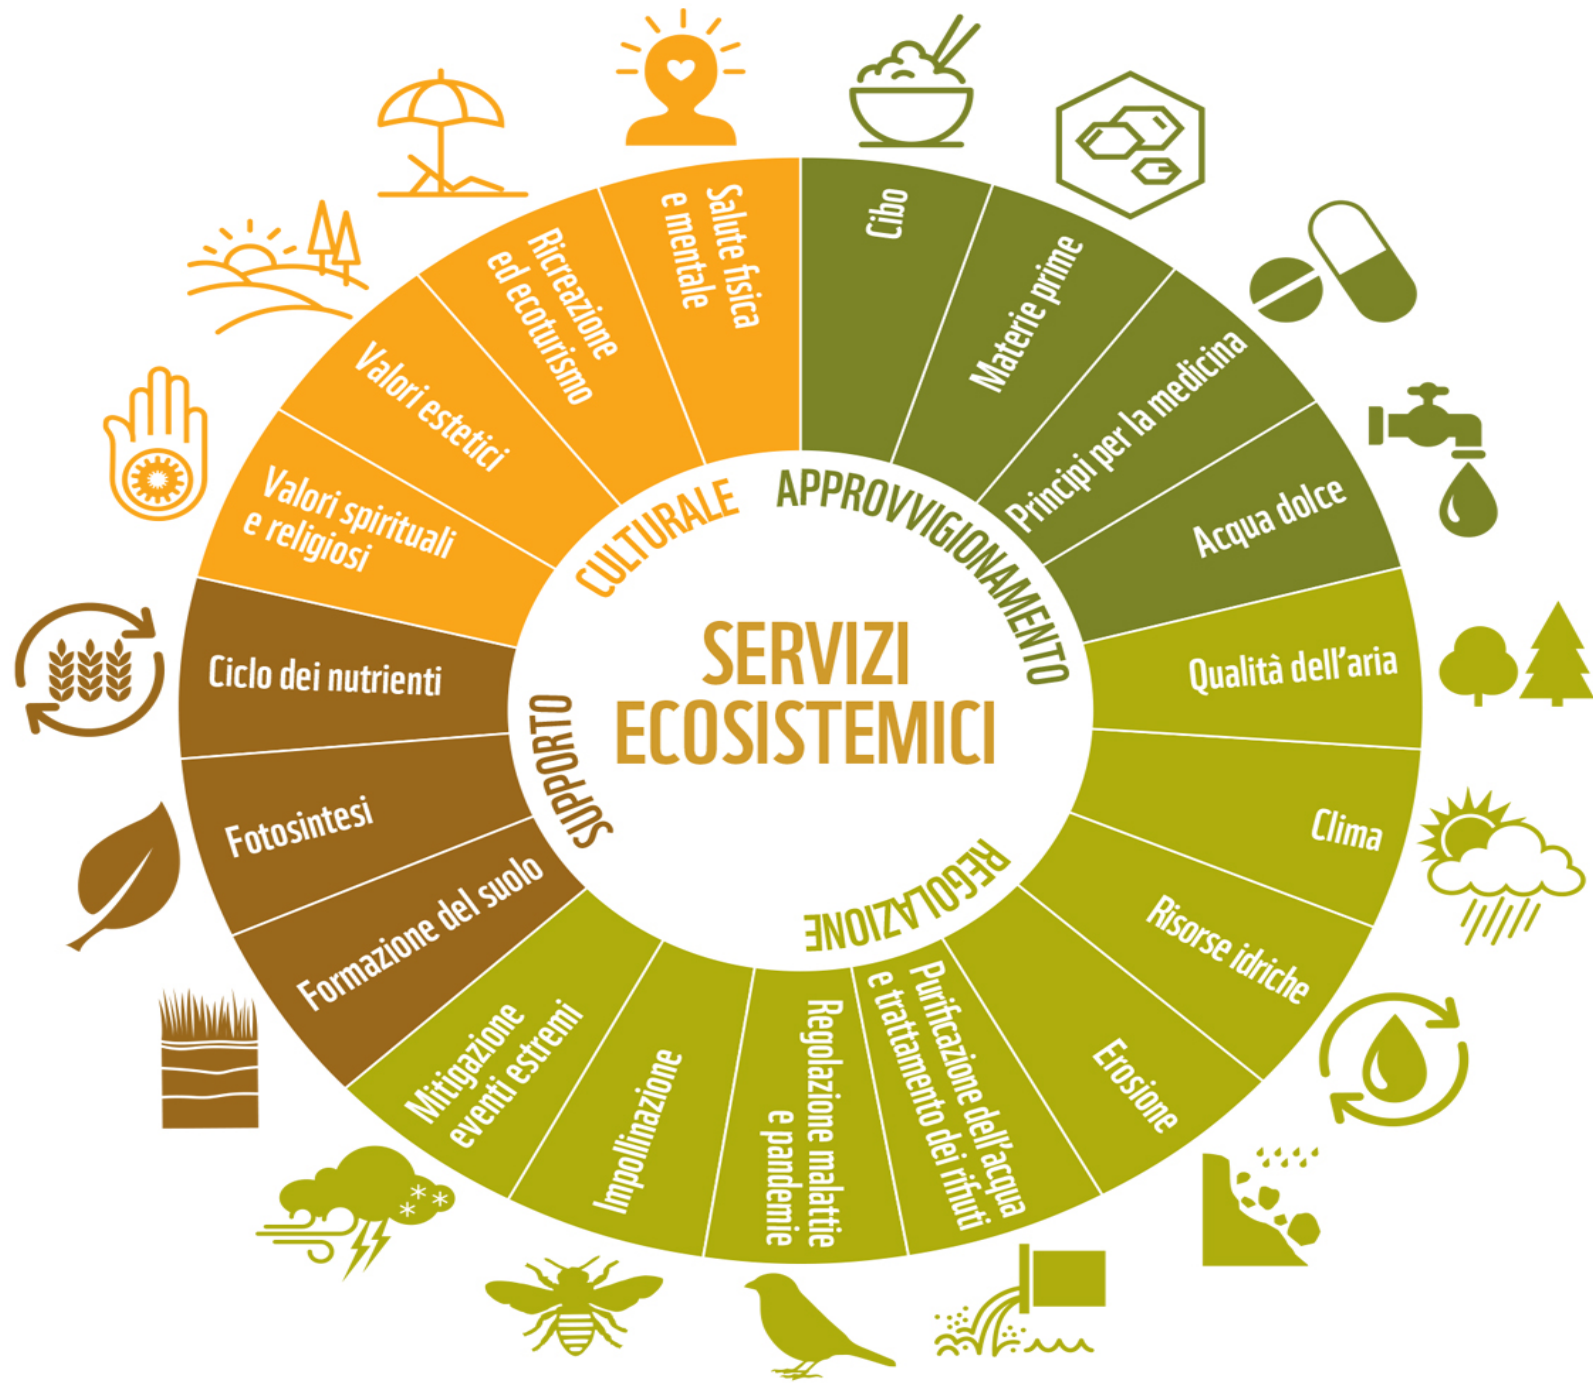 SERVIZI
ECOSISTEMICI
APPROVVIGIONAMENTO
Cibo
Materie prime
Principi per la medicina
Acqua dolce
REGOLAZIONE
Qualità dell'aria
Clima
Risorse idriche
Erosione
Purificazione dell'acqua
e trattamento dei rifiuti
Regolazione malattie
e pandemie
Impollinazione
Mitigazione
eventi estremi
SUPPORTO
Formazione del suolo
Fotosintesi
Ciclo dei nutrienti
CULTURALE
Valori spirituali
e religiosi
Valori estetici
Ricreazione
ed ecoturismo
Salute fisica
e mentale